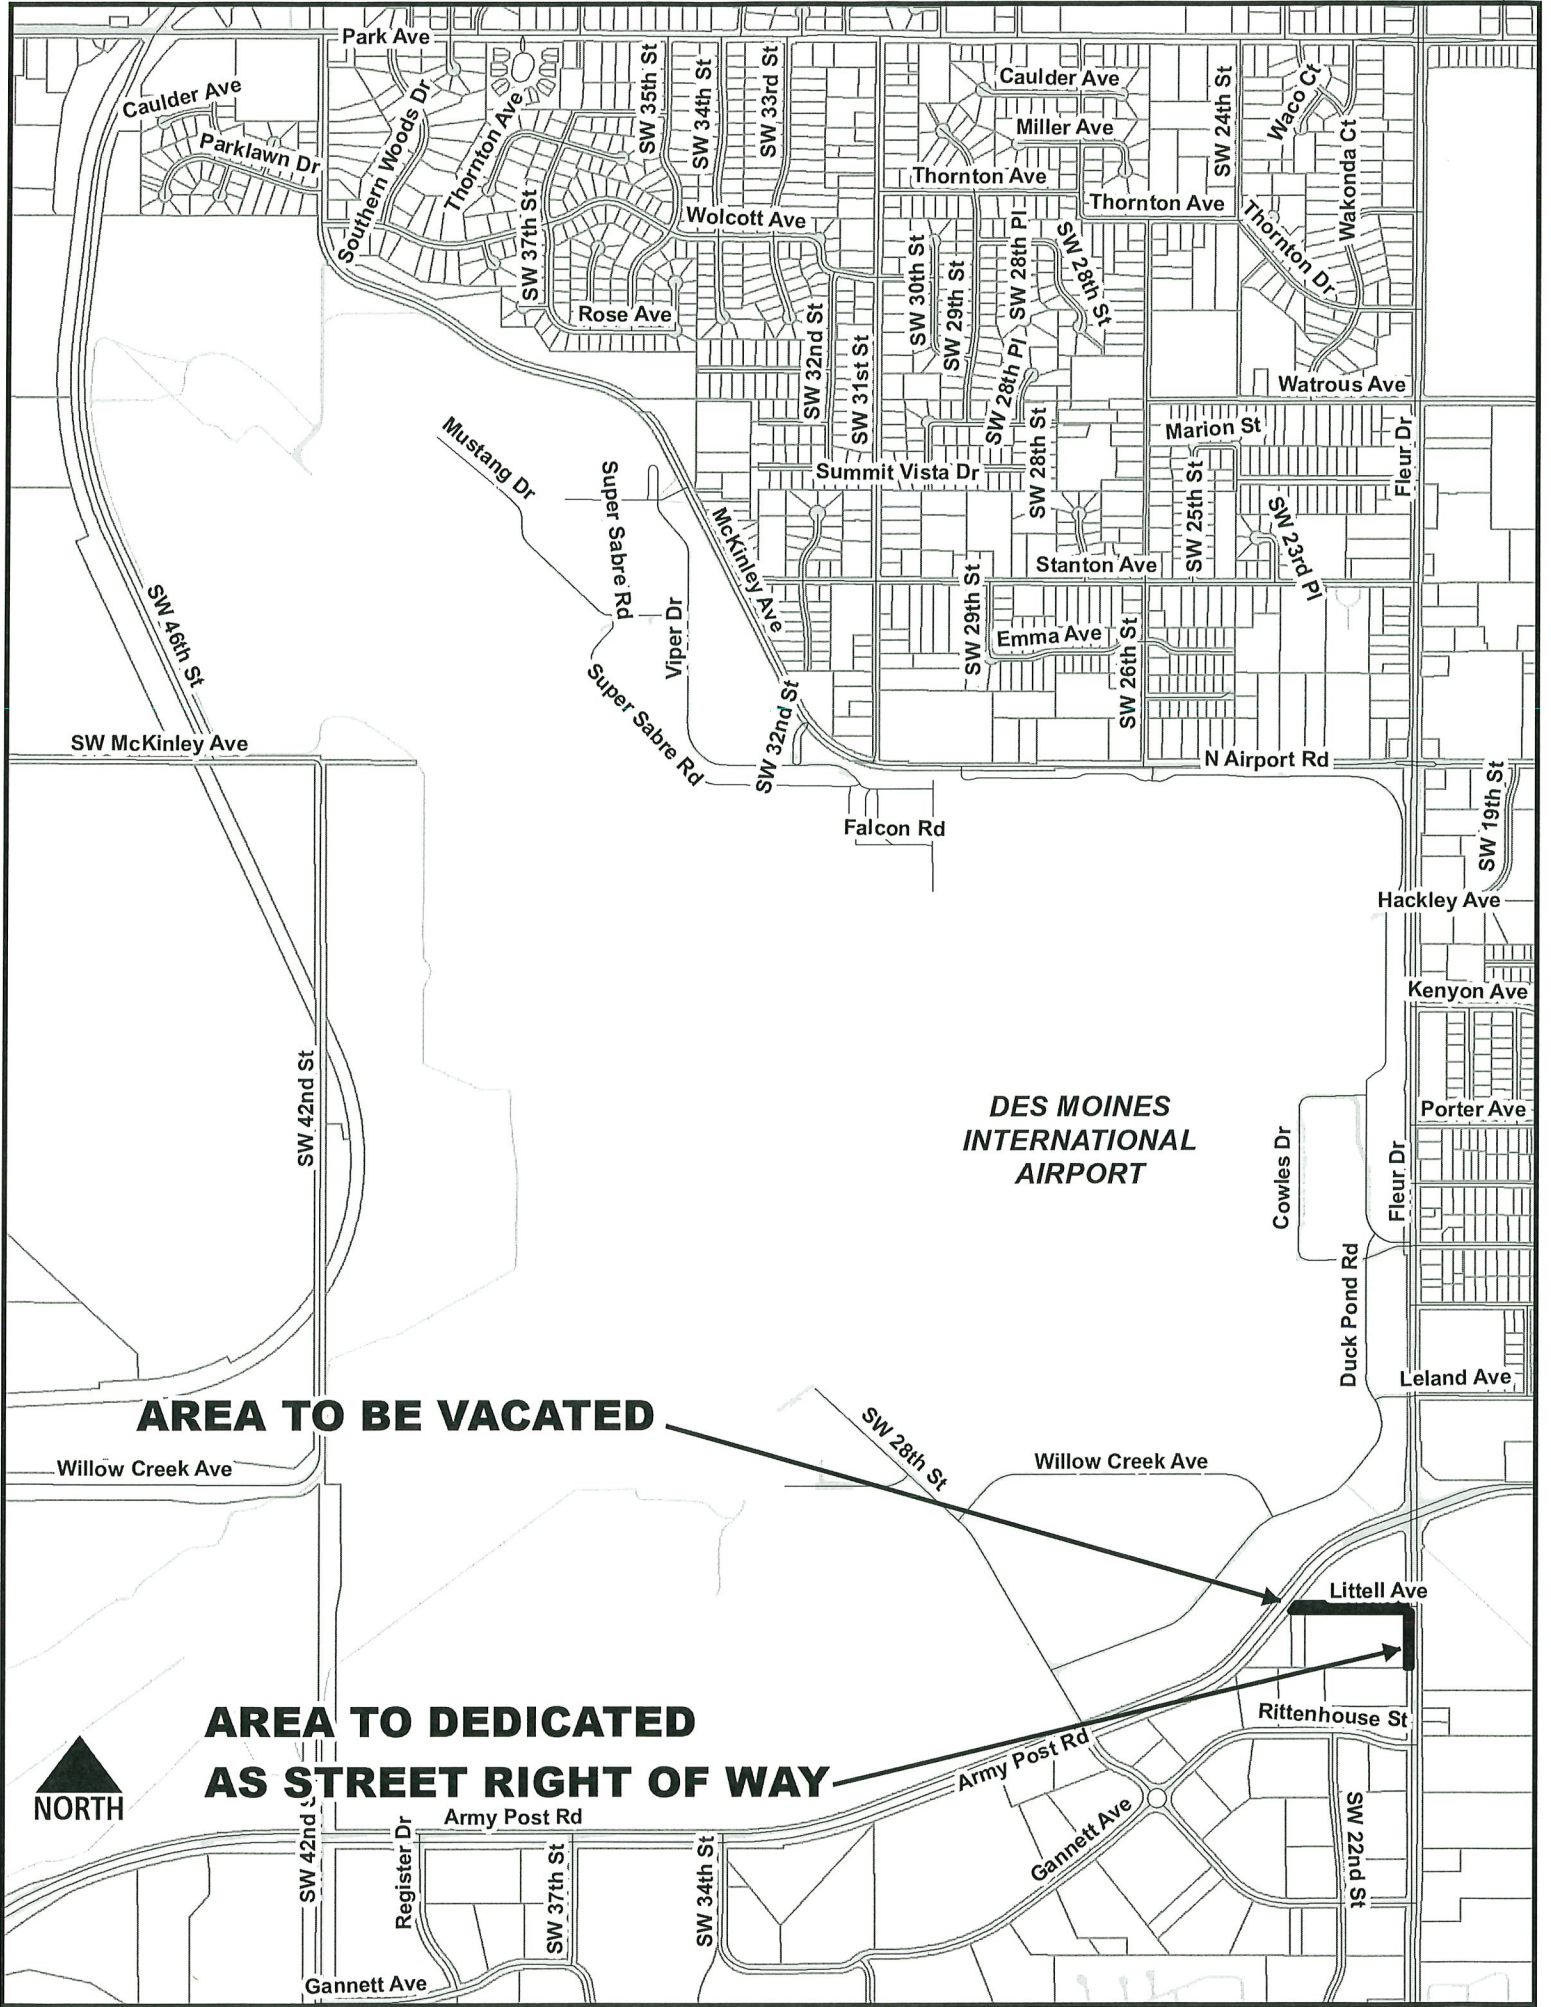 Park Ave
Caulder Ave
Parklawn Dr
Southern Woods Dr
Thornton Ave
SW 37th St
SW 35th St
SW 34th St
SW 33rd St
Wolcott Ave
Rose Ave
Caulder Ave
Miller Ave
Thornton Ave
Thornton Ave
SW 24th St
Waco Ct
Wakonda Ct
Thornton Dr
SW 30th St
SW 29th St
SW 28th Pl
SW 28th St
SW 32nd St
SW 31st St
SW 28th Pl
SW 28th St
Watrous Ave
Marion St
Fleur Dr
Summit Vista Dr
SW 25th St
SW 23rd Pl
Mustang Dr
Super Sabre Rd
McKinley Ave
Stanton Ave
SW 29th St
Emma Ave
SW 26th St
SW 46th St
Viper Dr
Super Sabre Rd
SW 32nd St
SW McKinley Ave
N Airport Rd
SW 19th St
Falcon Rd
Hackley Ave
Kenyon Ave
SW 42nd St
DES MOINES
INTERNATIONAL
AIRPORT
Porter Ave
Cowles Dr
Fleur Dr
Duck Pond Rd
Leland Ave
AREA TO BE VACATED
SW 28th St
Willow Creek Ave
Willow Creek Ave
Littell Ave
AREA TO DEDICATED
AS STREET RIGHT OF WAY
Rittenhouse St
Army Post Rd
NORTH
Army Post Rd
SW 42nd S
Register Dr
SW 37th St
SW 34th St
Gannett Ave
SW 22nd St
Gannett Ave